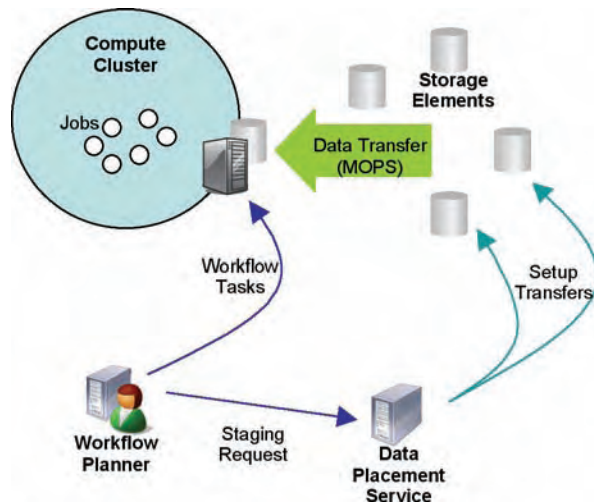 Compute
Cluster
Jobs
Storage
Elements
Data Transfer
(MOPS)
Workflow
Tasks
Setup
Transfers
Workflow
Planner
Staging
Request
Data
Placement
Service